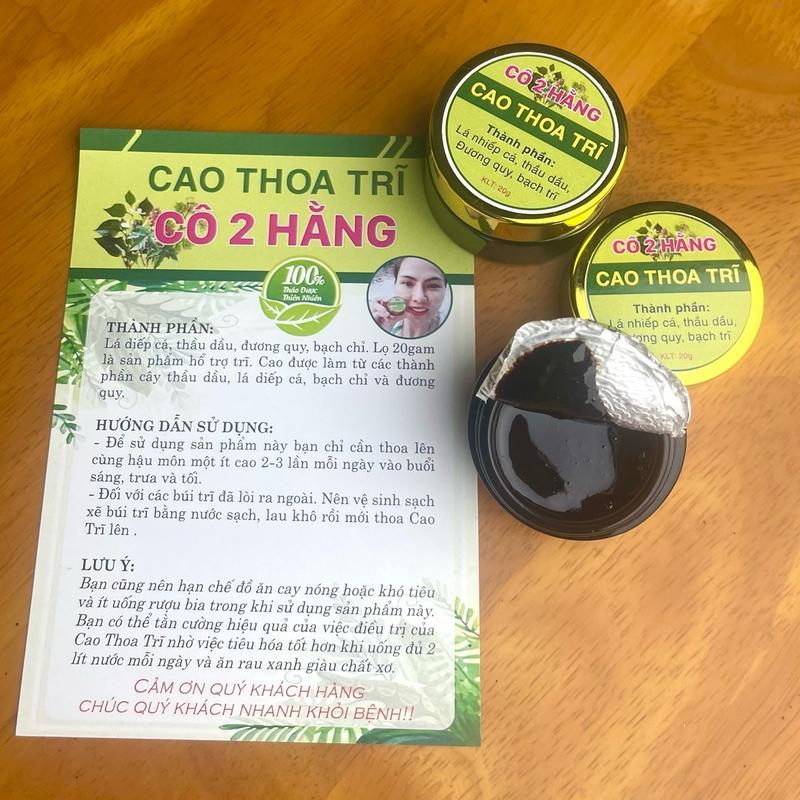 CAO THOA TRĨ
CÔ 2 HẰNG
100%
Thảo Dược
Thiên Nhiên
THÀNH PHẦN:
Lá diếp cá, thầu dầu, đương quy, bạch chỉ. Lọ 20gam
là sản phẩm hổ trợ trĩ. Cao được làm từ các thành
phần cây thầu dầu, lá diếp cá, bạch chỉ và đương
quy.
HƯỚNG DẪN SỬ DỤNG:
- Để sử dụng sản phẩm này bạn chỉ cần thoa lên
cùng hậu môn một ít cao 2-3 lần mỗi ngày vào buổi
sáng, trưa và tối.
- Đối với các búi trĩ đã lòi ra ngoài. Nên vệ sinh sạch
xẽ búi trĩ bằng nước sạch, lau khô rồi mới thoa Cao
Trĩ lên .
LƯU Ý:
Bạn cũng nên hạn chế đồ ăn cay nóng hoặc khó tiêu
và ít uống rượu bia trong khi sử dụng sản phẩm này.
Bạn có thể tằn cường hiệu quả của việc điều trị của
Cao Thoa Trĩ nhờ việc tiêu hóa tốt hơn khi uống đủ 2
lít nước mỗi ngày và ăn rau xanh giàu chất xơ.
CẢM ƠN QUÝ KHÁCH HÀNG
CHÚC QUÝ KHÁCH NHANH KHỎI BỆNH!!
CÔ 2 HẰNG
CAO THOA TRĨ
Thành phần:
Lá nhiếp cá, thầu dầu,
Đương quy, bạch trĩ
KLT: 20g
CÔ 2 HẰNG
CAO THOA TRĨ
Thành phần:
Lá nhiếp cá, thầu dầu,
quy, bạch trĩ
KLT: 20g